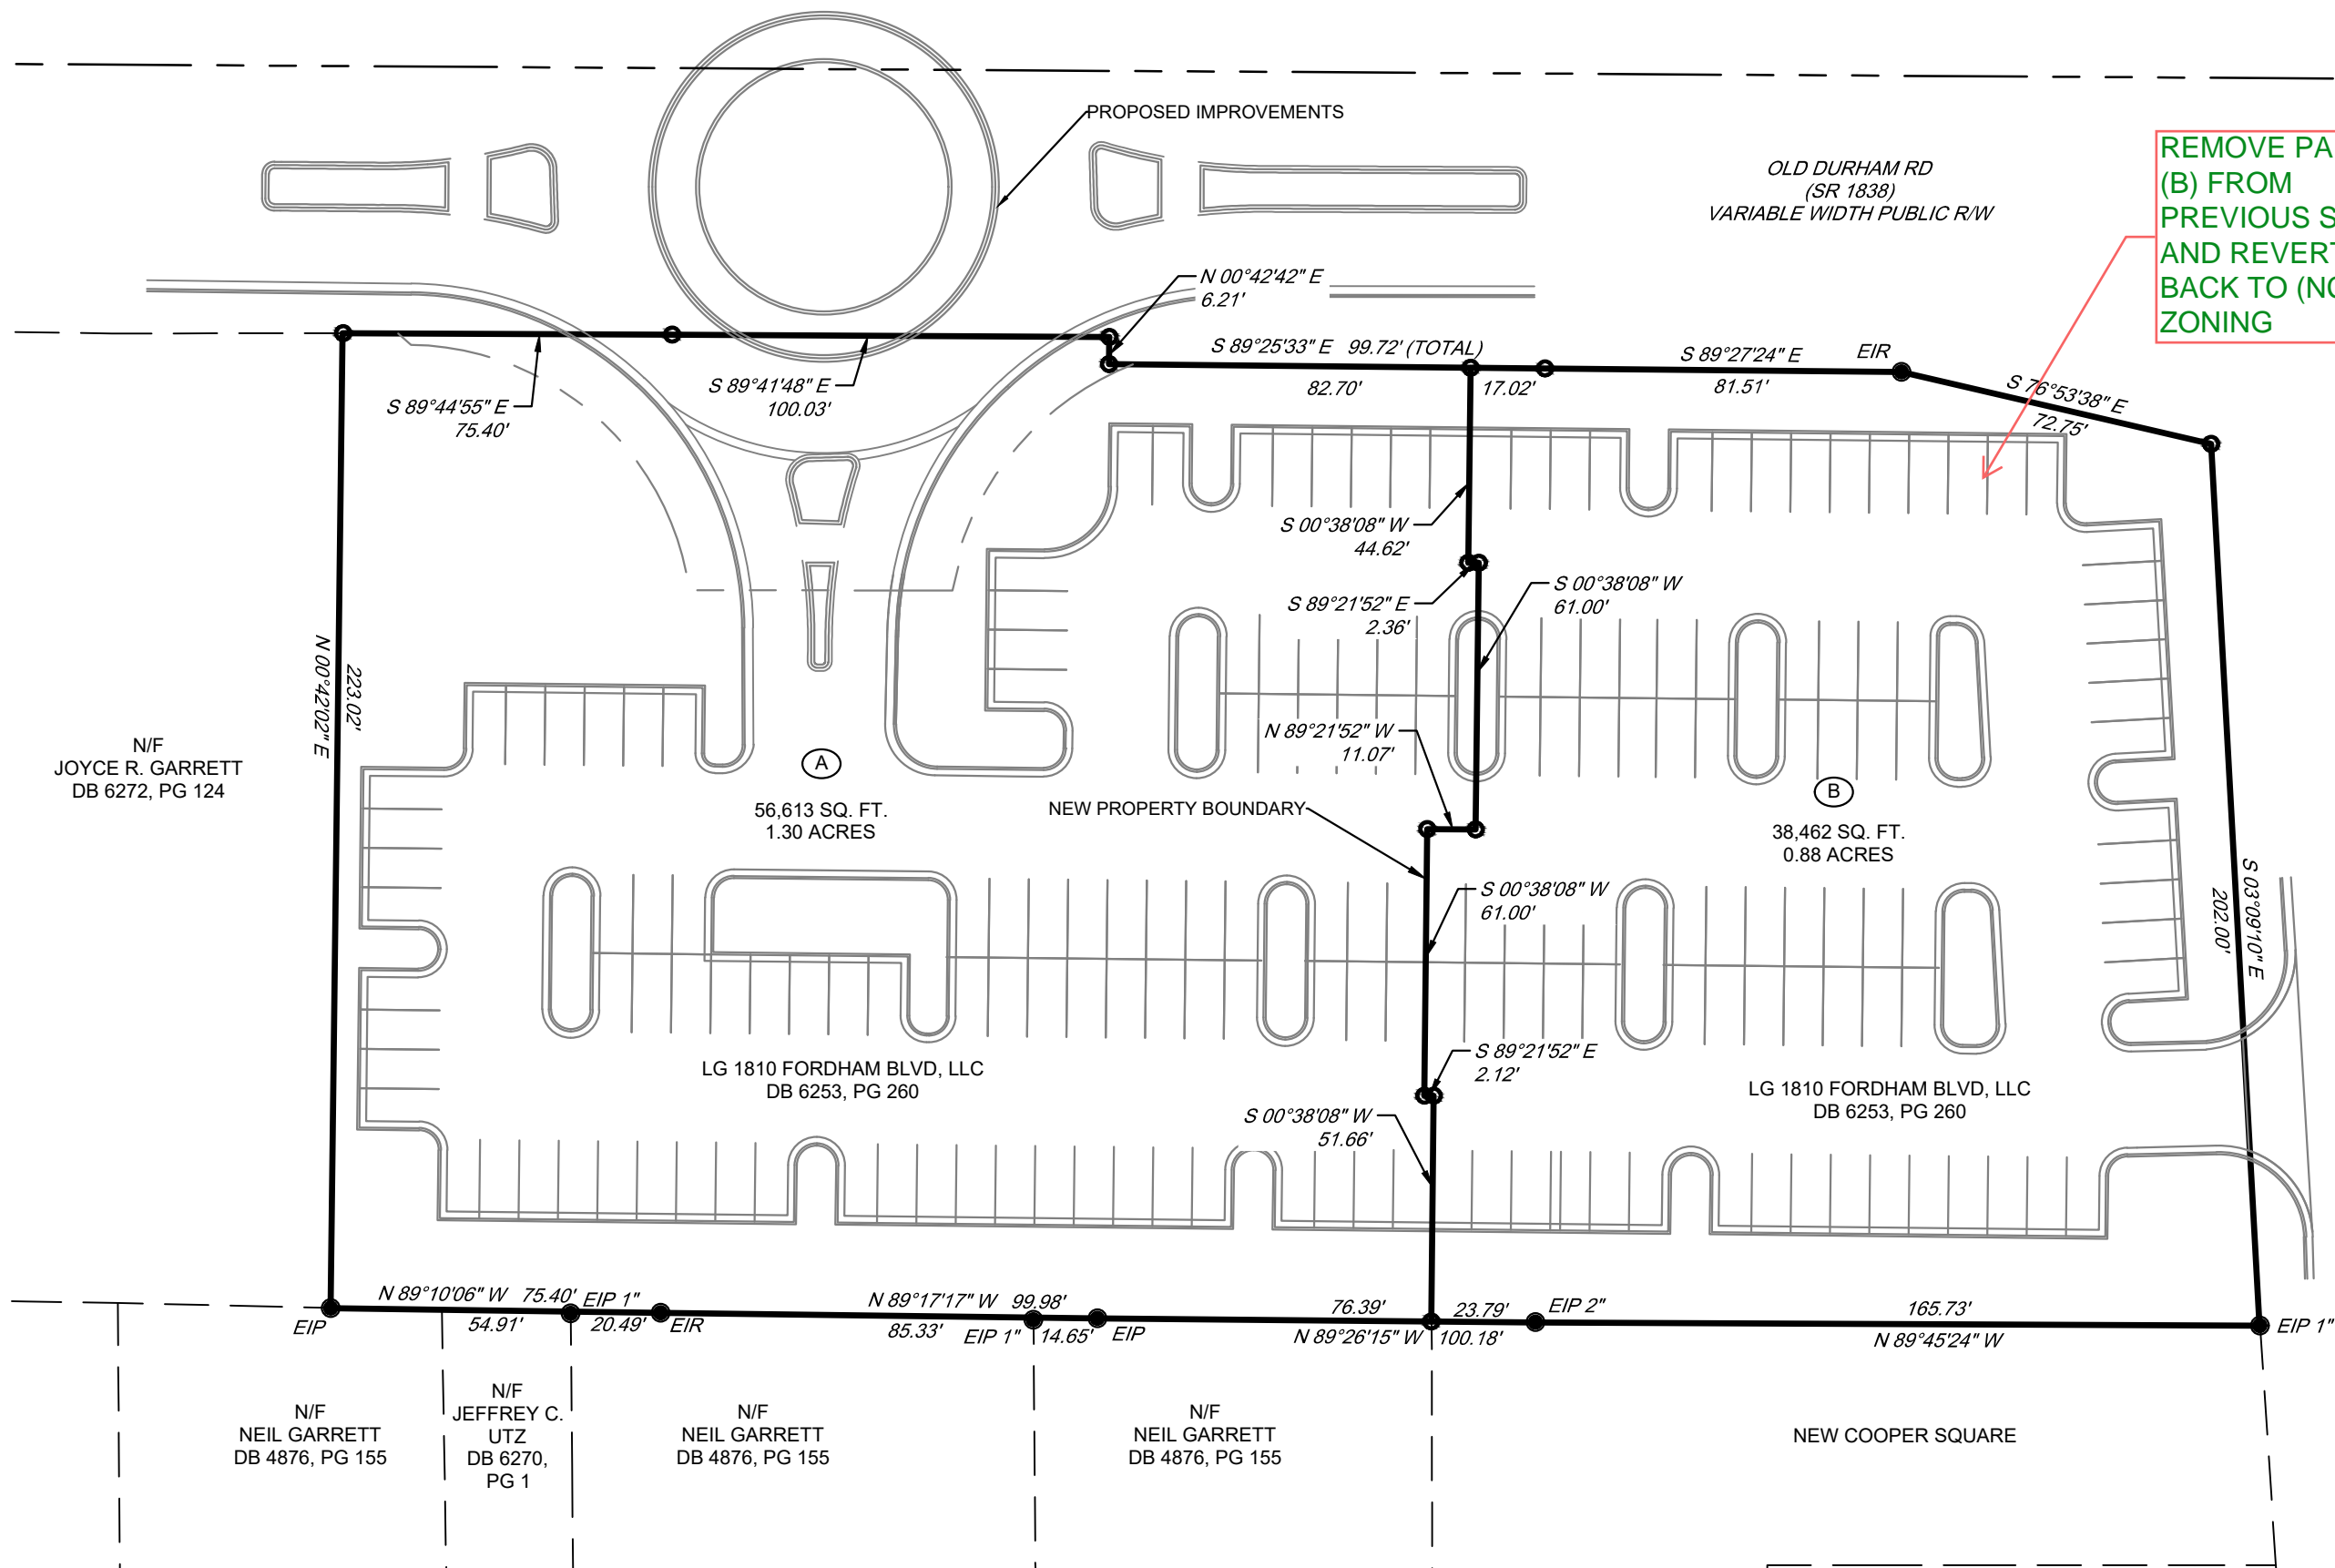 PROPOSED IMPROVEMENTS
OLD DURHAM RD
(SR 1838)
VARIABLE WIDTH PUBLIC R/W
REMOVE
(B) FROM
PREVIOUS
AND
BACK TO
ZONING
N 00°42'42" E
6.21'
S 89°25'33" E 99.72' (TOTAL)
82.70'
17.02'
S 89°27'24" E
81.51'
EIR
S 76°53'38" E
72.75'
S 89°44'55" E
75.40'
S 89°41'48" E
100.03'
S 00°38'08" W
44.62'
S 89°21'52" E
2.36'
S 00°38'08" W
61.00'
N 00°42'02" E
223.02'
N 89°21'52" W
11.07'
N/F
JOYCE R. GARRETT
DB 6272, PG 124
A
56,613 SQ. FT.
1.30 ACRES
NEW PROPERTY BOUNDARY
B
38,462 SQ. FT.
0.88 ACRES
S 03°09'10" E
202.00'
S 00°38'08" W
61.00'
S 89°21'52" E
2.12'
LG 1810 FORDHAM BLVD, LLC
DB 6253, PG 260
LG 1810 FORDHAM BLVD, LLC
DB 6253, PG 260
S 00°38'08" W
51.66'
N 89°10'06" W 75.40' EIP 1"
EIP 54.91' 20.49' EIR
N 89°17'17" W 99.98'
85.33' EIP 1" 14.65' EIP
76.39' 23.79' EIP 2"
N 89°26'15" W 100.18'
165.73'
N 89°45'24" W
EIP 1"
N/F
NEIL GARRETT
DB 4876, PG 155
N/F
JEFFREY C.
UTZ
DB 6270,
PG 1
N/F
NEIL GARRETT
DB 4876, PG 155
N/F
NEIL GARRETT
DB 4876, PG 155
NEW COOPER SQUARE